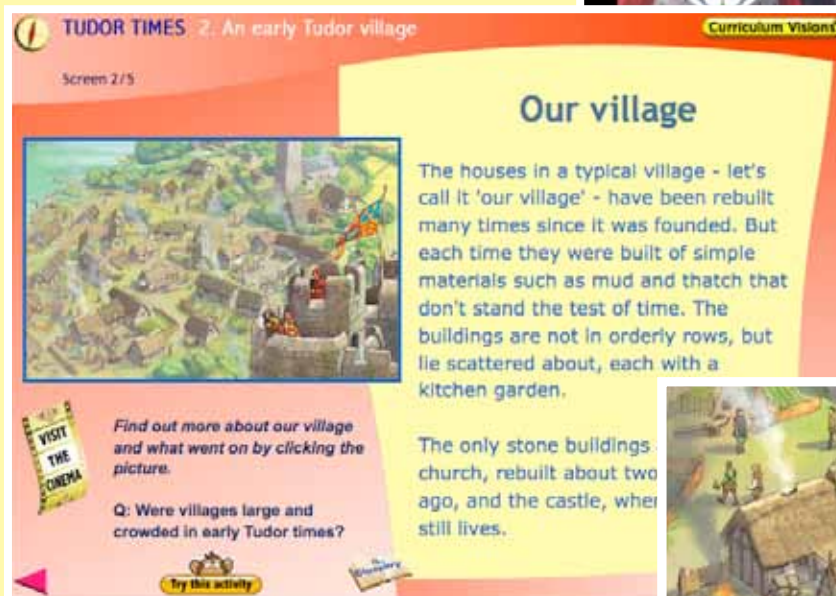 TUDOR TIMES 2. An early Tudor village
Curriculum Visions
Screen 2/5
Our village
The houses in a typical village - let's
call it 'our village' - have been rebuilt
many times since it was founded. But
each time they were built of simple
materials such as mud and thatch that
don't stand the test of time. The
buildings are not in orderly rows, but
lie scattered about, each with a
kitchen garden.
The only stone buildings
church, rebuilt about two
ago, and the castle, wher
still lives.
VISIT
THE
CINEMA
Find out more about our village
and what went on by clicking the
picture.
Q: Were villages large and
crowded in early Tudor times?
Try this activity
Dictionary